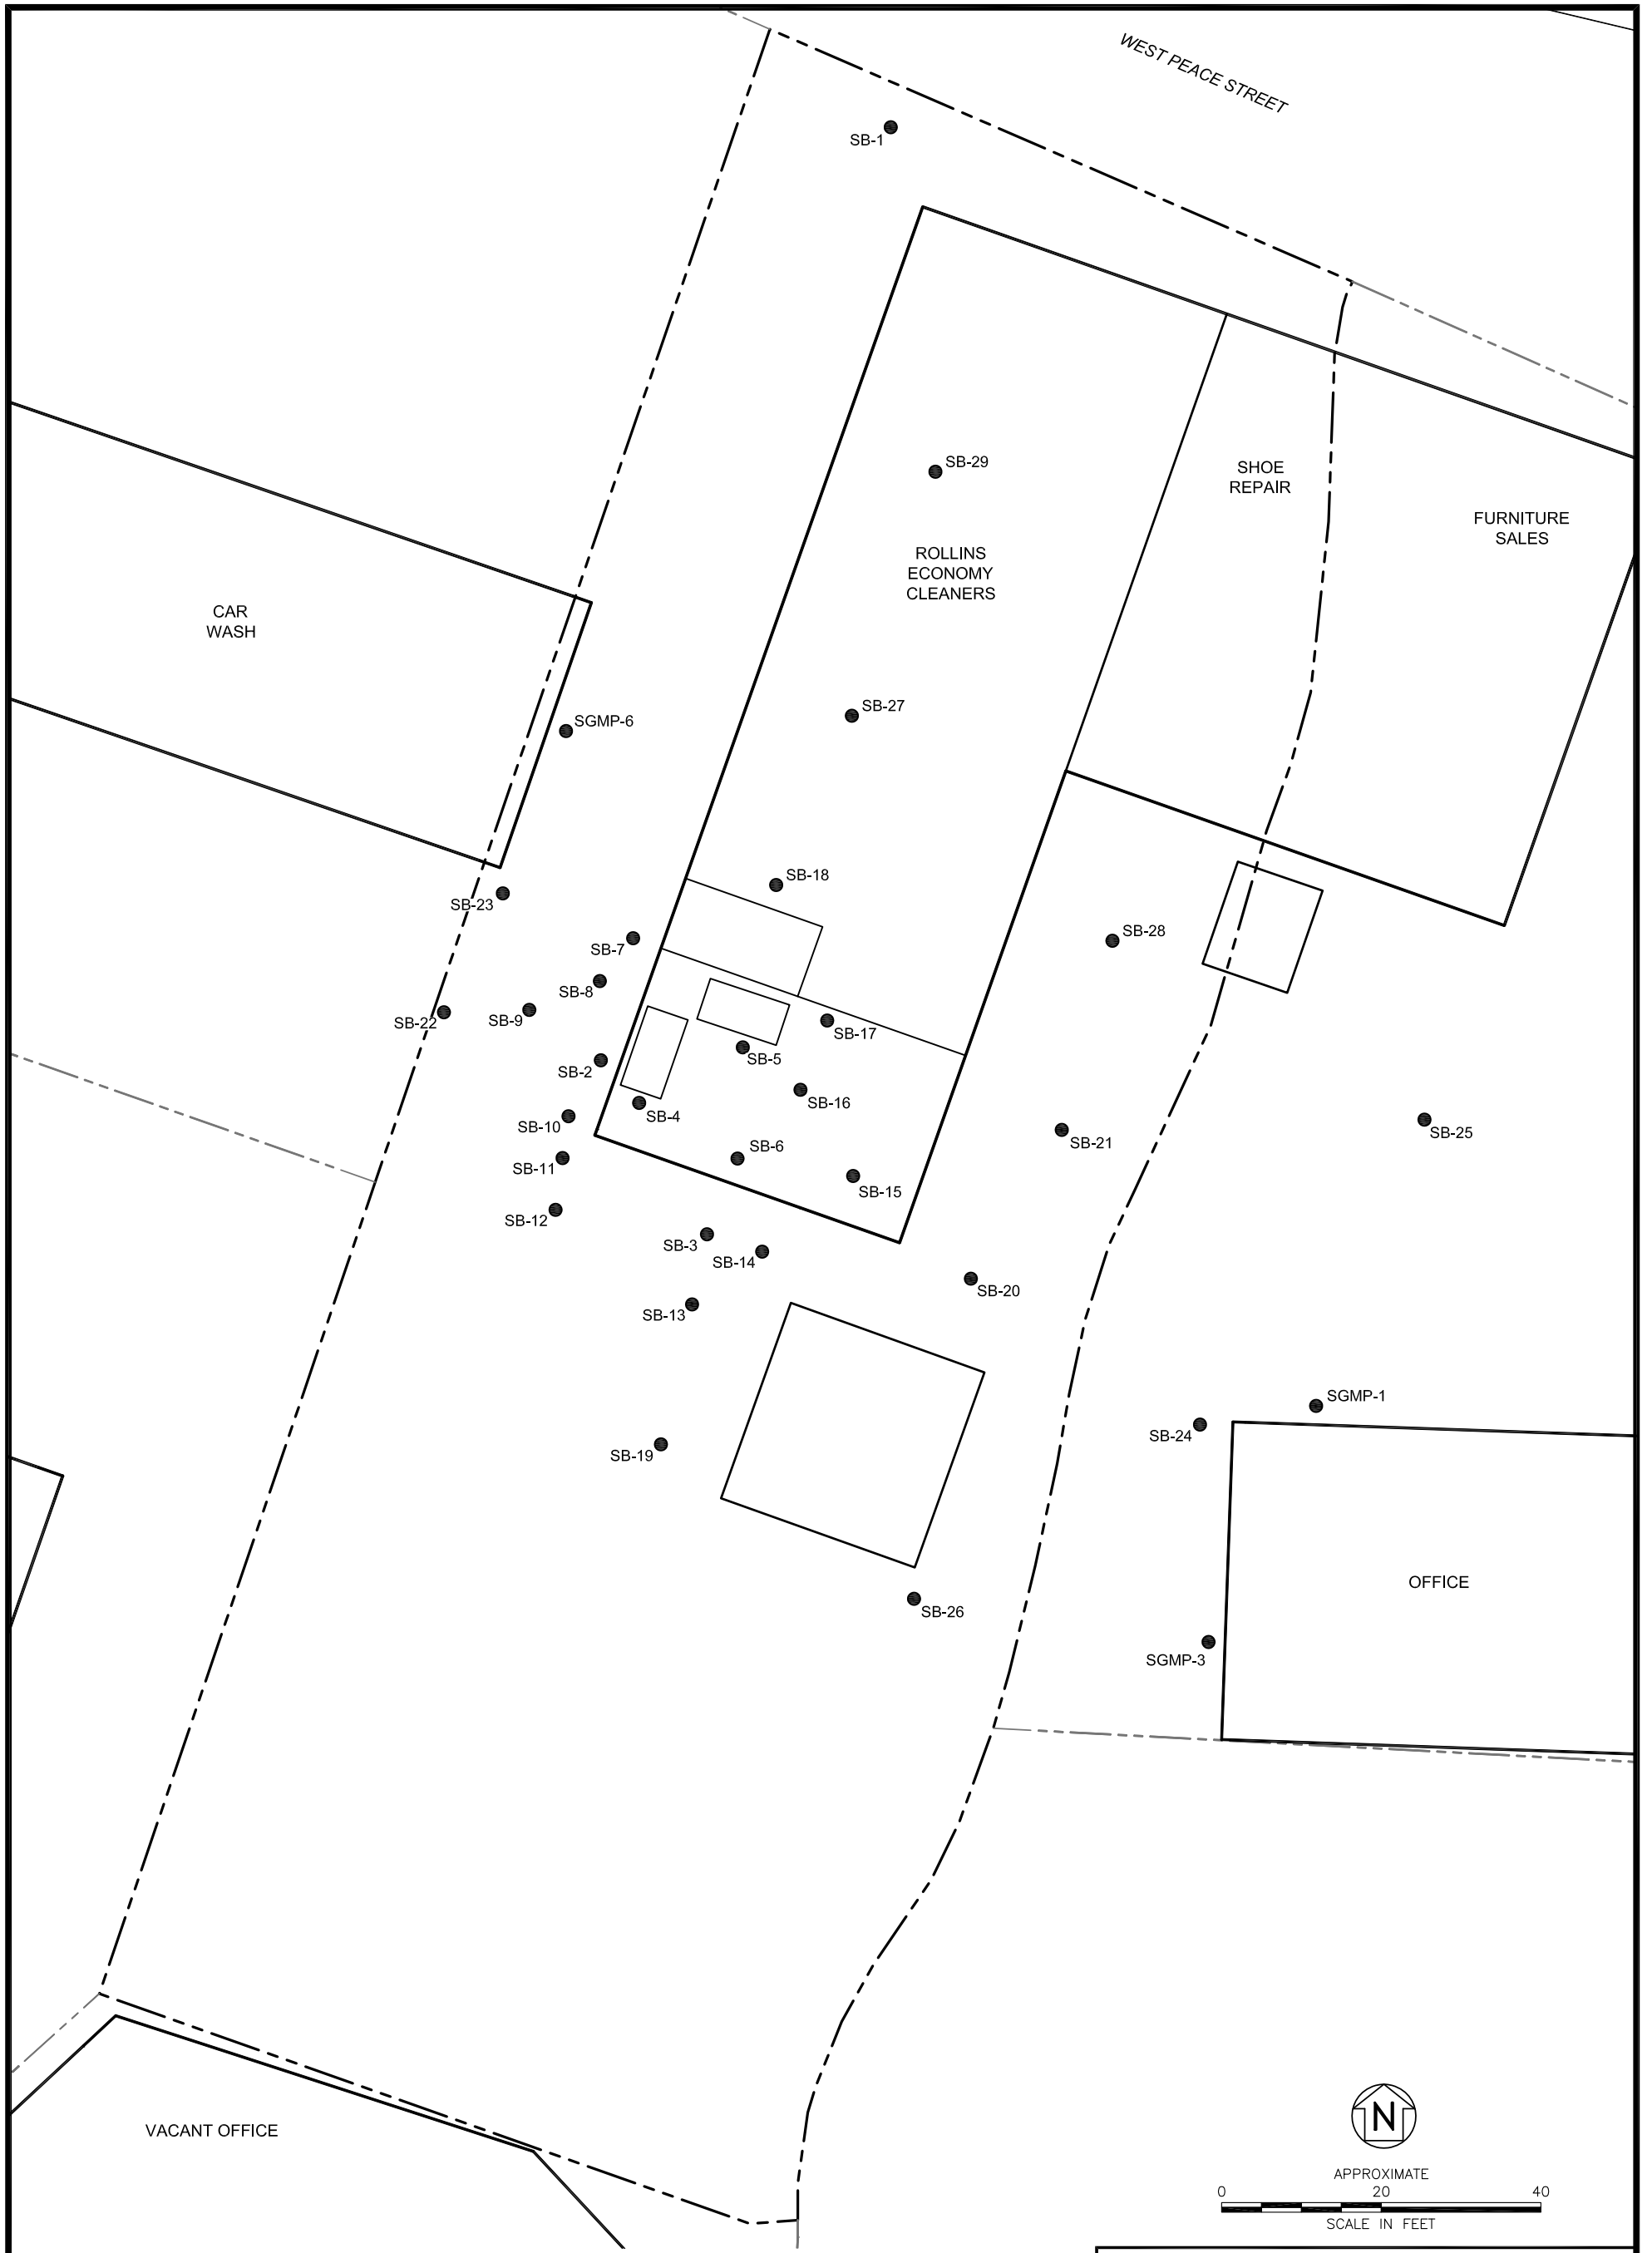 WEST PEACE STREET
SB-1
SB-29
SHOE
REPAIR
FURNITURE
SALES
ROLLINS
ECONOMY
CLEANERS
CAR
WASH
SGMP-6
SB-27
SB-18
SB-23
SB-7
SB-28
SB-8
SB-22
SB-9
SB-17
SB-5
SB-2
SB-16
SB-4
SB-10
SB-21
SB-25
SB-6
SB-11
SB-15
SB-12
SB-3
SB-14
SB-20
SB-13
SGMP-1
SB-24
SB-19
OFFICE
SB-26
SGMP-3
VACANT OFFICE
N
APPROXIMATE
0 20 40
SCALE IN FEET